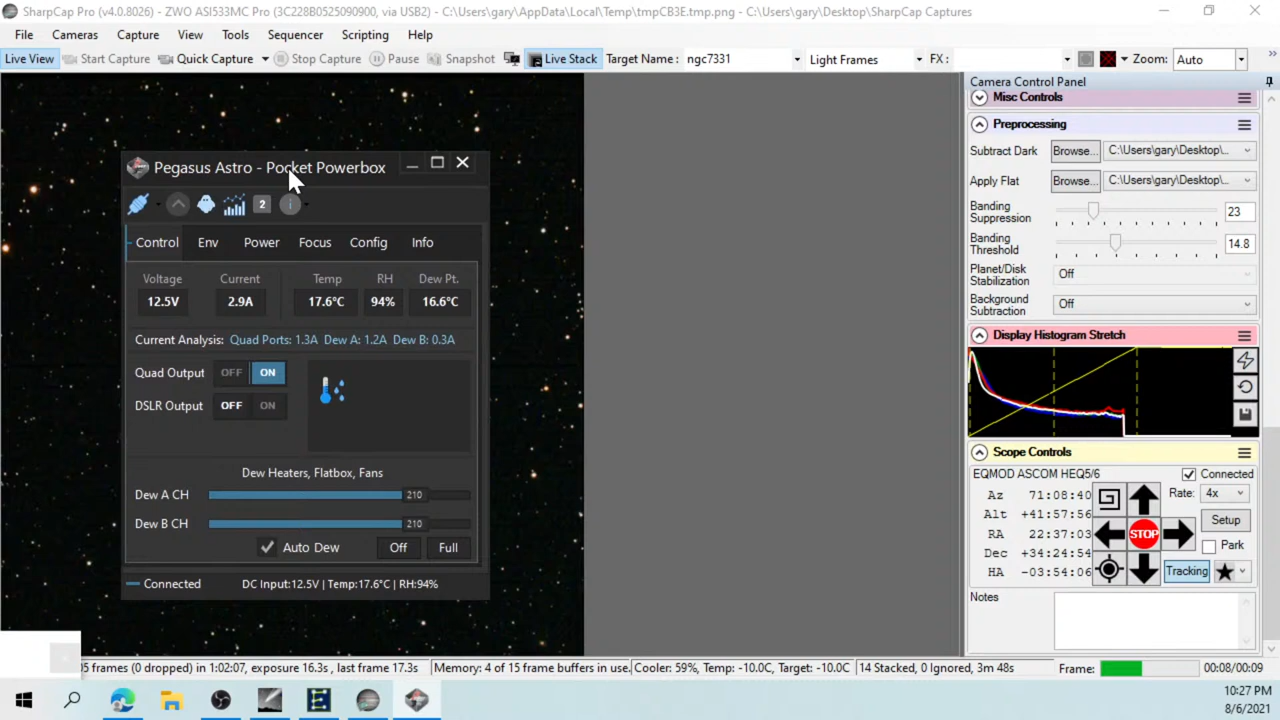 SharpCap Pro (v4.0.8026) - ZWO ASI533MC Pro (3C228B0525090900, via USB2) - C:\Users\gary\AppData\Local\Temp\tmpCB3E.tmp.png - C:\Users\gary\Desktop\SharpCap Captures
File Cameras Capture View Tools Sequencer Scripting Help
Live View Start Capture Quick Capture Stop Capture Pause Snapshot Live Stack Target Name : ngc7331 Light Frames FX : Zoom: Auto
Camera Control Panel
Misc Controls
Preprocessing
Subtract Dark Browse... C:\Users\gary\Desktop\...
Apply Flat Browse... C:\Users\gary\Desktop\...
Banding Suppression 23
Banding Threshold 14.8
Planet/Disk Stabilization Off
Background Subtraction Off
Display Histogram Stretch
Scope Controls
EQMOD ASCOM HEQ5/6 Connected
Az 71:08:40 Rate: 4x
Alt +41:57:56
RA 22:37:03 STOP Setup
Dec +34:24:54 Park
HA -03:54:06 Tracking
Notes
Pegasus Astro - Pocket Powerbox
2 i
Control Env Power Focus Config Info
Voltage Current Temp RH Dew Pt.
12.5V 2.9A 17.6°C 94% 16.6°C
Current Analysis: Quad Ports: 1.3A Dew A:1.2A Dew B: 0.3A
Quad Output OFF ON
DSLR Output OFF ON
Dew Heaters, Flatbox, Fans
Dew A CH 210
Dew B CH 210
Auto Dew Off Full
Connected DC Input:12.5V | Temp:17.6°C | RH:94%
frames (0 dropped) in 1:02:07, exposure 16.3s , last frame 17.3s Memory: 4 of 15 frame buffers in use. Cooler: 59%, Temp: -10.0C, Target: -10.0C 14 Stacked, 0 Ignored, 3m 48s Frame: 00:08/00:09
10:27 PM
8/6/2021